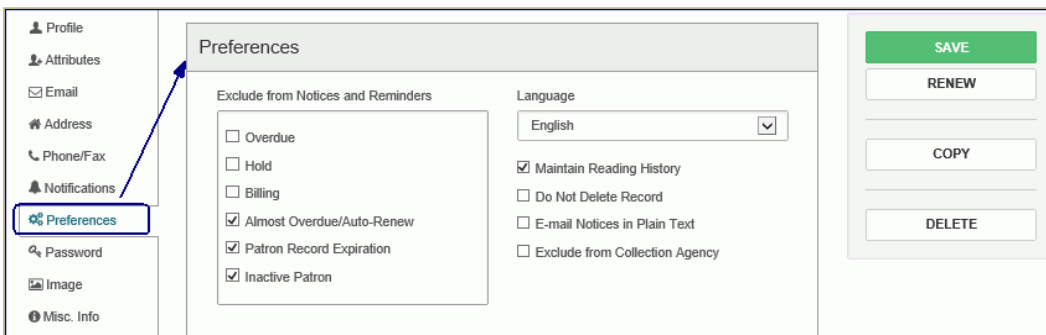 Profile
Attributes
Email
Address
Phone/Fax
Notifications
Preferences
Password
Image
Misc. Info
Preferences
Exclude from Notices and Reminders
Overdue
Hold
Billing
Almost Overdue/Auto-Renew
Patron Record Expiration
Inactive Patron
Language
English
Maintain Reading History
Do Not Delete Record
E-mail Notices in Plain Text
Exclude from Collection Agency
SAVE
RENEW
COPY
DELETE